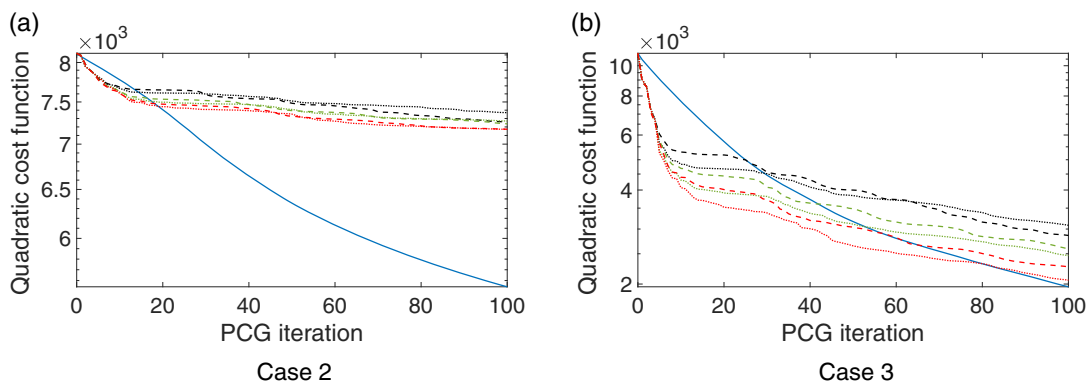 (a)
× 10³
Quadratic cost function
8
7.5
7
6.5
6
0 20 40 60 80 100
PCG iteration
Case 2
(b)
× 10³
Quadratic cost function
10
8
6
4
2
0 20 40 60 80 100
PCG iteration
Case 3